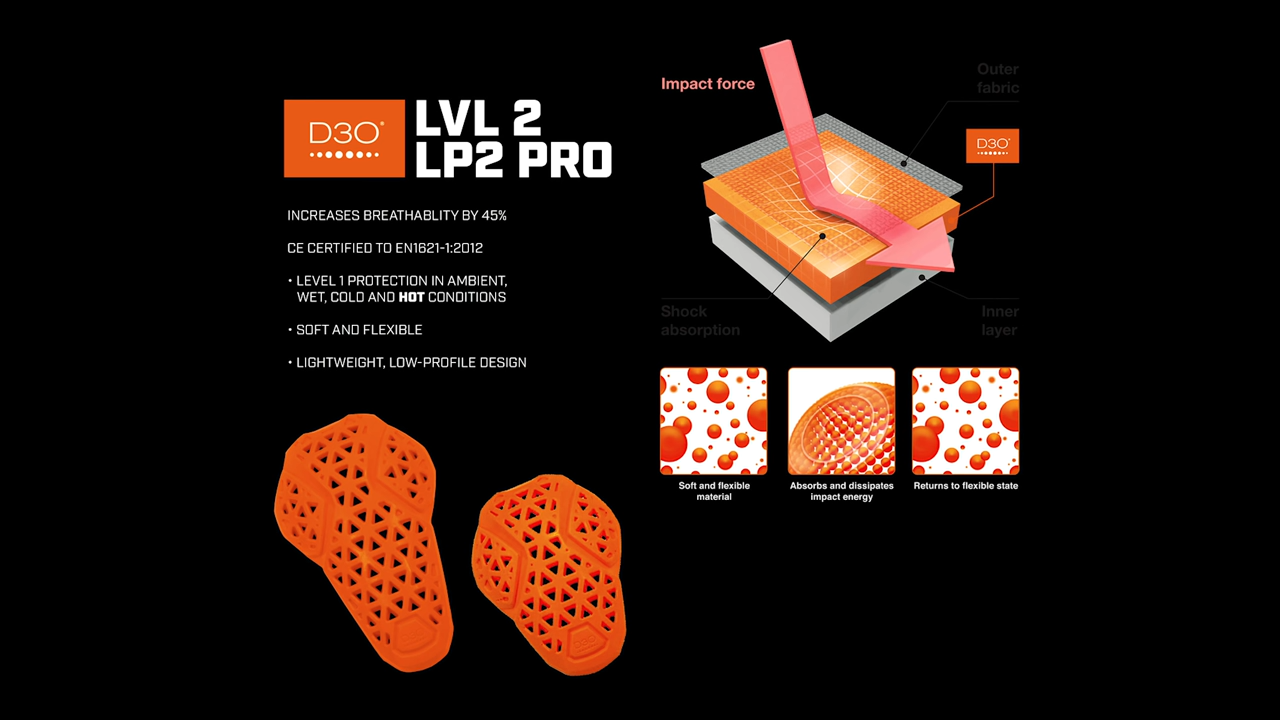 D3O®
LVL 2
LP2 PRO
INCREASES BREATHABLITY BY 45%
CE CERTIFIED TO EN1621-1:2012
• LEVEL 1 PROTECTION IN AMBIENT,
WET, COLD AND HOT CONDITIONS
• SOFT AND FLEXIBLE
• LIGHTWEIGHT, LOW-PROFILE DESIGN
Impact force
Outer
fabric
D3O®
Shock
absorption
Inner
layer
Soft and flexible
material
Absorbs and dissipates
impact energy
Returns to flexible state